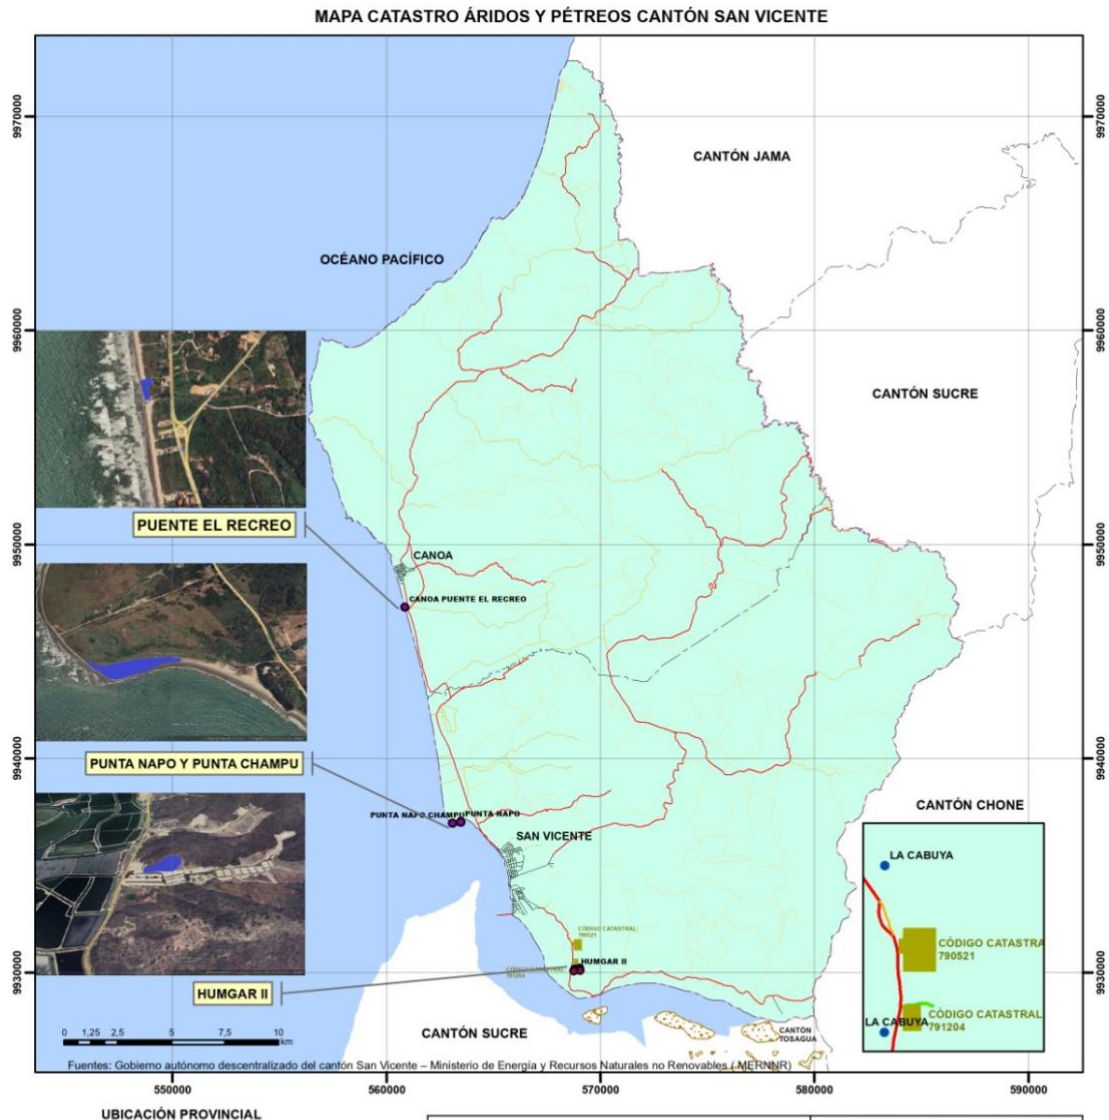 MAPA CATASTRO ÁRIDOS Y PÉTREOS CANTÓN SAN VICENTE
9970000
9970000
CANTÓN JAMA
OCÉANO PACÍFICO
9960000
9960000
CANTÓN SUCRE
PUENTE EL RECREO
9950000
9950000
CANOA
CANOA PUENTE EL RECREO
PUNTA NAPO Y PUNTA CHAMPU
9940000
9940000
CANTÓN CHONE
PUNTA NAPO CHAMPU
PUNTA NAPO
SAN VICENTE
LA CABUYA
CÓDIGO CATASTRAL:
790521
CÓDIGO CATASTRA
790521
9930000
9930000
HUMGAR II
HUMGAR II
CÓDIGO CATASTRAL
791204
LA CABUYA
0 1,25 2,5 5 7,5 10
km
CANTÓN SUCRE
CANTÓN
TOSAGUA
Fuentes: Gobierno autónomo descentralizado del cantón San Vicente – Ministerio de Energía y Recursos Naturales no Renovables ( MERNNR)
550000
560000
570000
580000
590000
UBICACIÓN PROVINCIAL